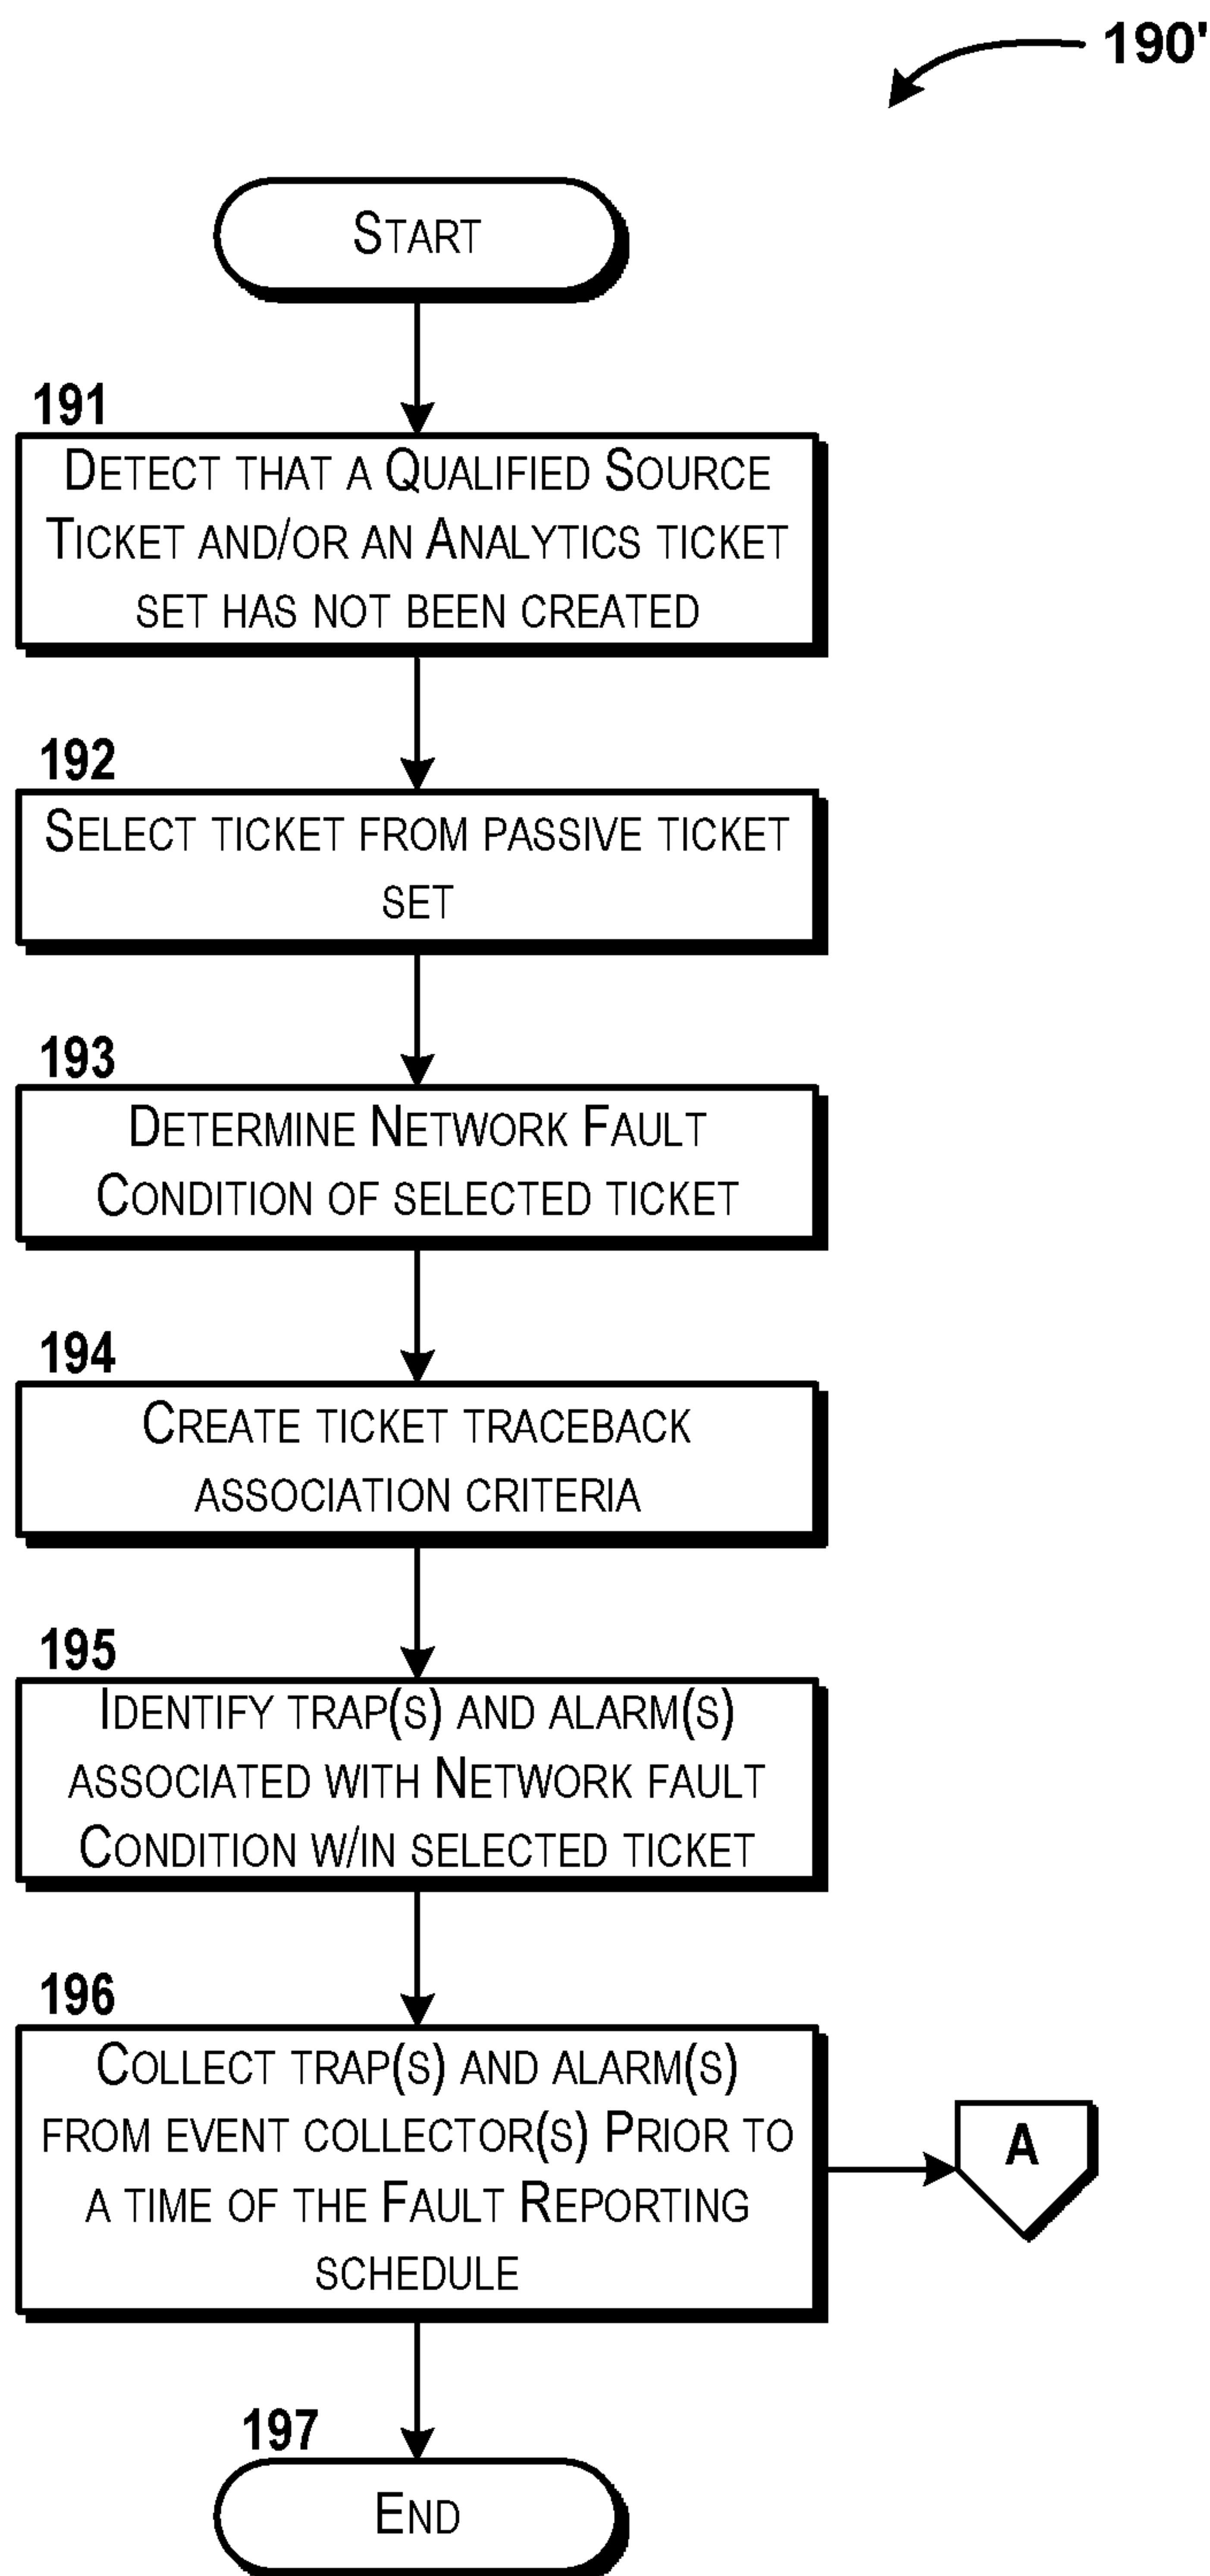 190'
START
191
DETECT THAT A QUALIFIED SOURCE
TICKET AND/OR AN ANALYTICS TICKET
SET HAS NOT BEEN CREATED
192
SELECT TICKET FROM PASSIVE TICKET
SET
193
DETERMINE NETWORK FAULT
CONDITION OF SELECTED TICKET
194
CREATE TICKET TRACEBACK
ASSOCIATION CRITERIA
195
IDENTIFY TRAP(S) AND ALARM(S)
ASSOCIATED WITH NETWORK FAULT
CONDITION W/IN SELECTED TICKET
196
COLLECT TRAP(S) AND ALARM(S)
FROM EVENT COLLECTOR(S) PRIOR TO
A TIME OF THE FAULT REPORTING
SCHEDULE
A
197
END